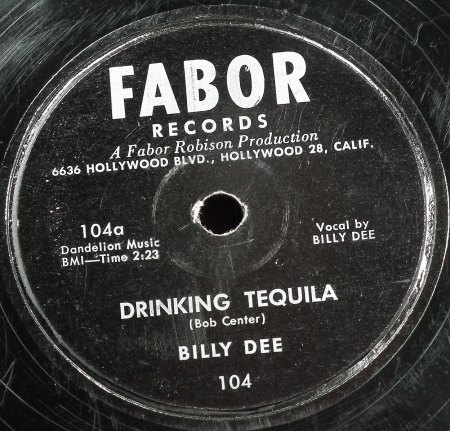 FABOR
RECORDS
A Fabor Robison Production
6636 HOLLYWOOD BLVD., HOLLYWOOD 28, CALIF.
104a
Dandelion Music
BMI—Time 2:23
Vocal by
BILLY DEE
DRINKING TEQUILA
(Bob Center)
BILLY DEE
104